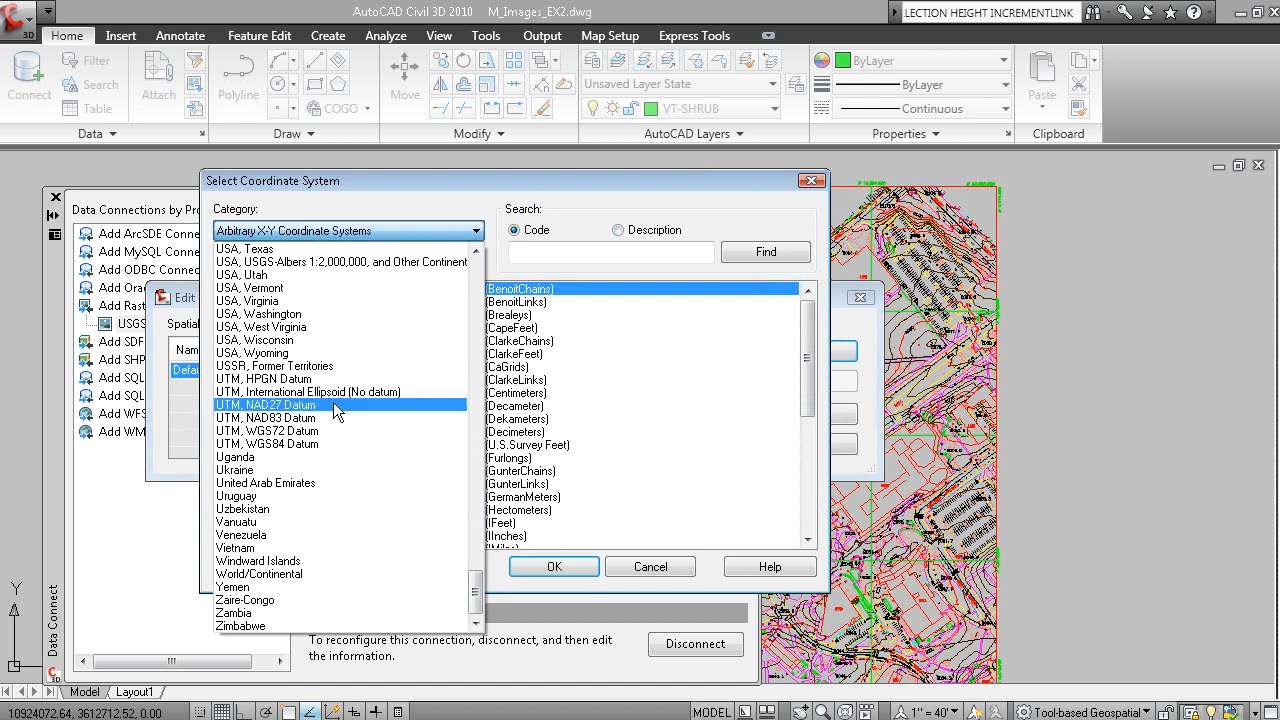 AutoCAD Civil 3D 2010 M_Images_EX2.dwg
LECTION HEIGHT INCREMENTLINK
3D
Home Insert Annotate Feature Edit Create Analyze View Tools Output Map Setup Express Tools
Connect
Filter
Search
Table
Attach
Polyline
COGO
Move
Unsaved Layer State
VT-SHRUB
ByLayer
ByLayer
Continuous
Paste
Data Draw Modify AutoCAD Layers Properties Clipboard
Data Connections by Pro
Add ArcSDE Conne
Add MySQL Connec
Add ODBC Connec
Add Ora
Add Rast
USGS
Add SDF
Add SHP
Add SQL
Add SQL
Add WFS
Add WM
Data Connect
Edit
Spatia
Nam
Defau
Select Coordinate System
Category:
Arbitrary X-Y Coordinate Systems
USA, Texas
USA, USGS-Albers 1:2,000,000, and Other Continent
USA, Utah
USA, Vermont
USA, Virginia
USA, Washington
USA, West Virginia
USA, Wisconsin
USA, Wyoming
USSR, Former Territories
UTM, HPGN Datum
UTM, International Ellipsoid (No datum)
UTM, NAD27 Datum
UTM, NAD83 Datum
UTM, WGS72 Datum
UTM, WGS84 Datum
Uganda
Ukraine
United Arab Emirates
Uruguay
Uzbekistan
Vanuatu
Venezuela
Vietnam
Windward Islands
World/Continental
Yemen
Zaire-Congo
Zambia
Zimbabwe
Search:
Code Description
Find
(BenoitChains)
(BenoitLinks)
(Brealeys)
(CapeFeet)
(ClarkeChains)
(ClarkeFeet)
(CaGrids)
(ClarkeLinks)
(Centimeters)
(Decameter)
(Dekameters)
(Decimeters)
(U.S.Survey Feet)
(Furlongs)
(GunterChains)
(GunterLinks)
(GermanMeters)
(Hectometers)
(IFeet)
(IInches)
OK Cancel Help
To reconfigure this connection, disconnect, and then edit
the information.
Disconnect
Y
3D
Model Layout1
10924072.64, 3612712.52, 0.00
MODEL
1" = 40'
Tool-based Geospatial